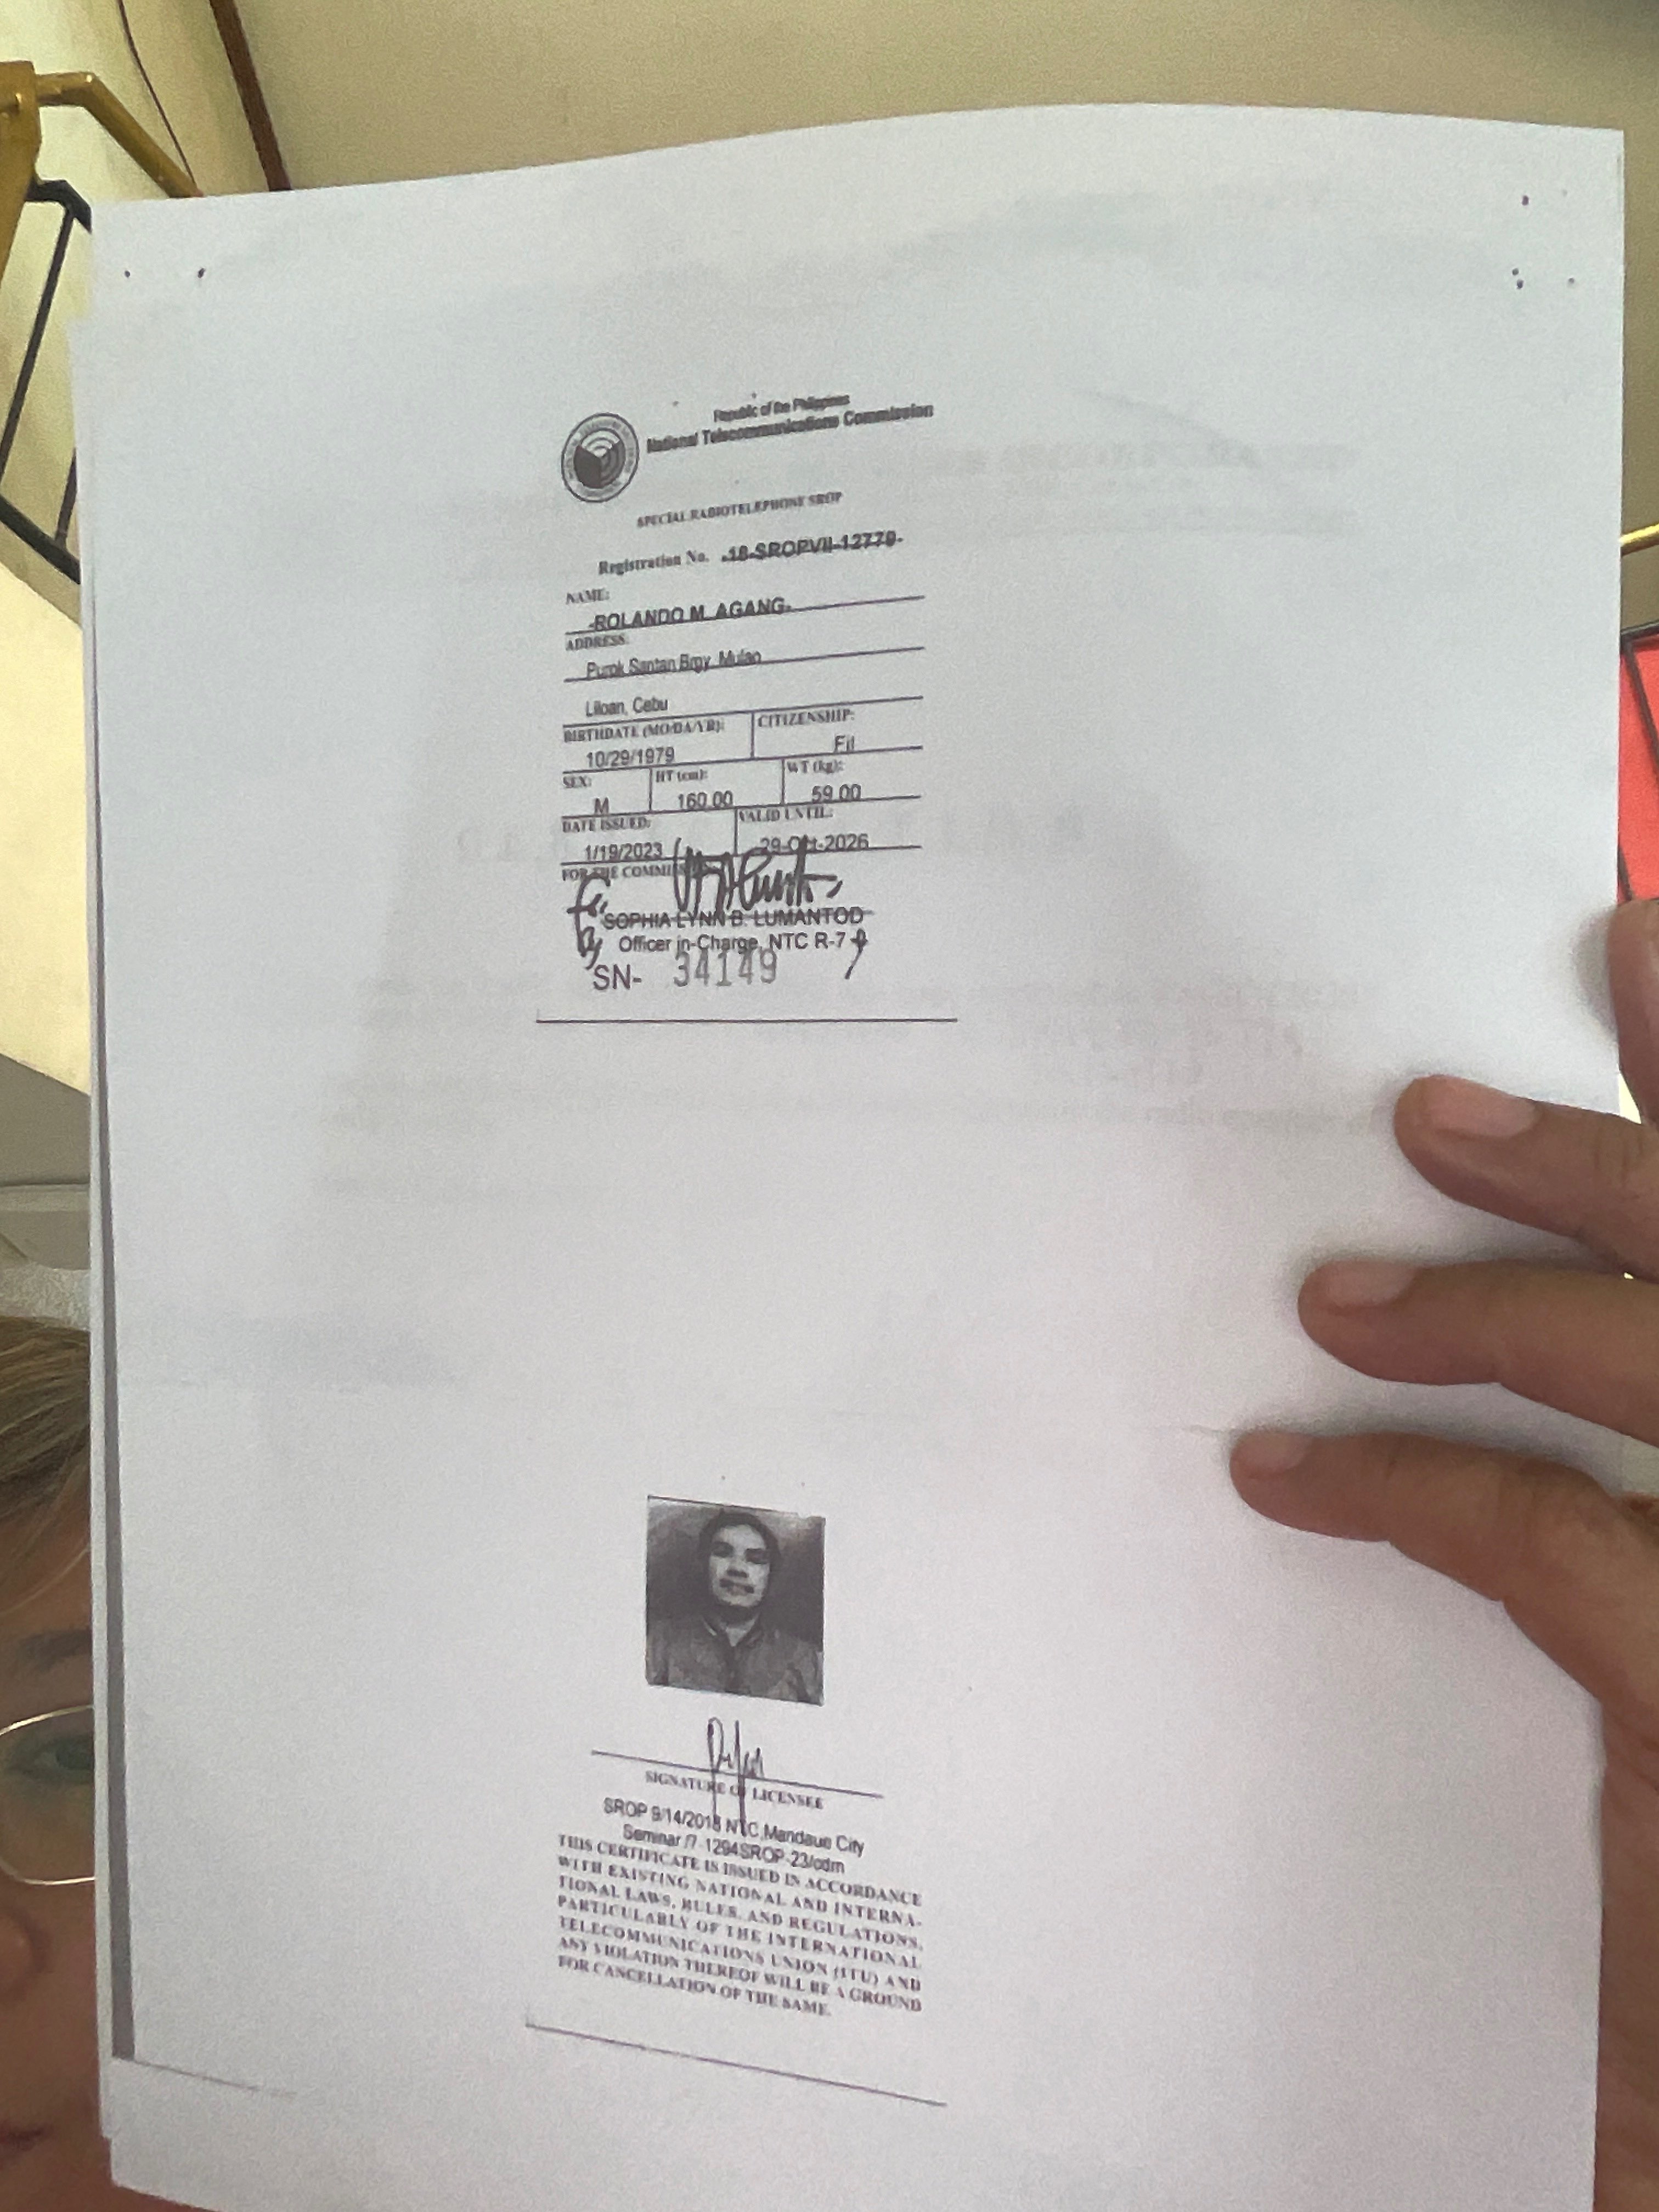 Republic of the Philippines
National Telecommunications Commission
SPECIAL RADIOTELEPHONE SROP
Registration No. -18-SROPVII-12779-
NAME:
-ROLANDO M. AGANG-
ADDRESS:
Purok Santan Brgy. Mulao
Liloan, Cebu
BIRTHDATE (MO/DA/YR): CITIZENSHIP:
10/29/1979 Fil
SEX: HT (cm): WT (kg):
M 160.00 59.00
DATE ISSUED: VALID UNTIL:
1/19/2023 29-Oct-2026
FOR THE COMMISSION
SOPHIA LYNN B. LUMANTOD
Officer in-Charge, NTC R-7
SN- 34149
SIGNATURE OF LICENSEE
SROP 9/14/2018 NTC,Mandaue City
Seminar /7-1294SROP-23/odm
THIS CERTIFICATE IS ISSUED IN ACCORDANCE
WITH EXISTING NATIONAL AND INTERNA-
TIONAL LAWS, RULES, AND REGULATIONS,
PARTICULARLY OF THE INTERNATIONAL
TELECOMMUNICATIONS UNION (ITU) AND
ANY VIOLATION THEREOF WILL BE A GROUND
FOR CANCELLATION OF THE SAME.